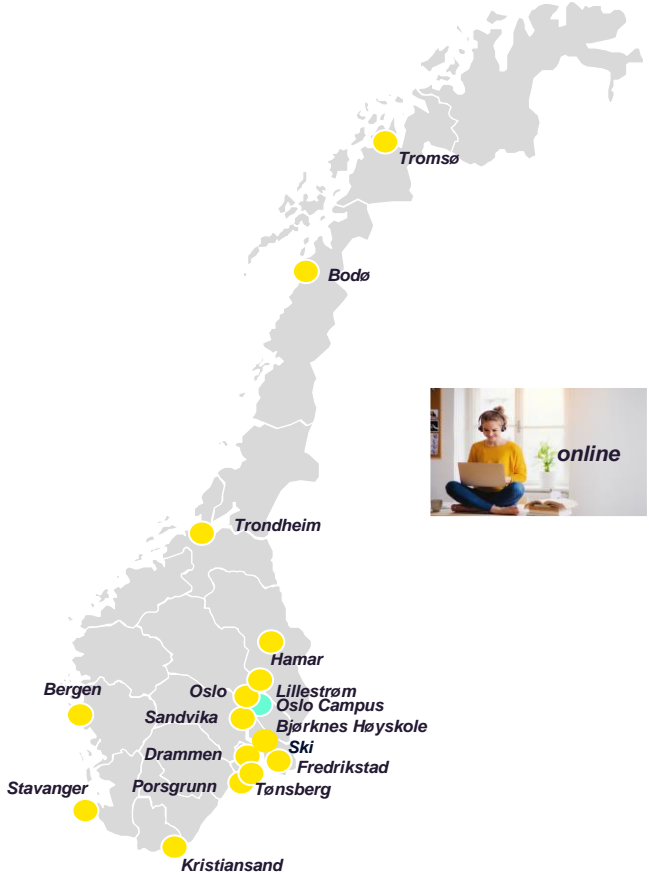 Tromsø
Bodø
online
Trondheim
Hamar
Bergen
Oslo
Lillestrøm
Oslo Campus
Sandvika
Bjørknes Høyskole
Ski
Drammen
Fredrikstad
Stavanger
Porsgrunn
Tønsberg
Kristiansand